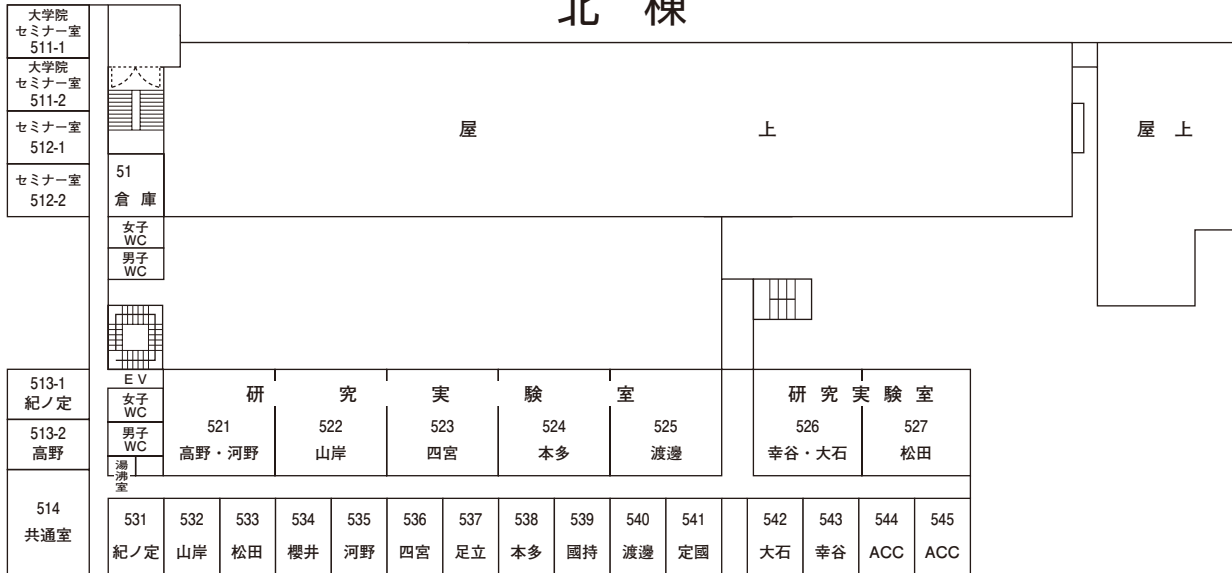 北 棟
大学院
セミナー室
511-1
大学院
セミナー室
511-2
セミナー室
512-1
セミナー室
512-2
51
倉 庫
女子
WC
男子
WC
屋 上
屋 上
513-1
紀ノ定
513-2
高野
514
共通室
EV
女子
WC
男子
WC
湯沸室
研 究 実 験 室
521
高野・河野
522
山岸
523
四宮
524
本多
525
渡邊
研 究 実 験 室
526
幸谷・大石
527
松田
531
紀ノ定
532
山岸
533
松田
534
櫻井
535
河野
536
四宮
537
足立
538
本多
539
國持
540
渡邊
541
定國
542
大石
543
幸谷
544
ACC
545
ACC